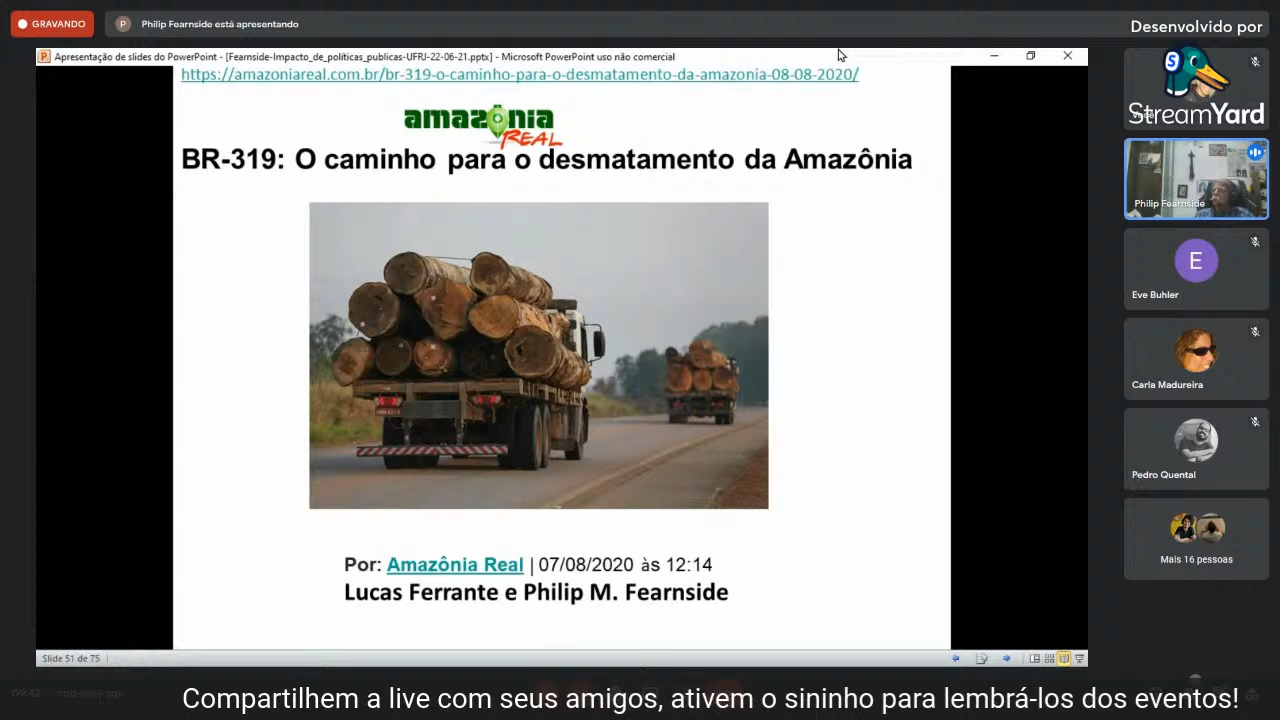 GRAVANDO
P
Philip Fearnside está apresentando
Desenvolvido por
StreamYard
Apresentação de slides do PowerPoint - [Fearnside-Impacto_de_políticas_publicas-UFRJ-22-06-21.pptx] - Microsoft PowerPoint uso não comercial
https://amazoniareal.com.br/br-319-o-caminho-para-o-desmatamento-da-amazonia-08-08-2020/
amazônia
REAL
BR-319: O caminho para o desmatamento da Amazônia
Por: Amazônia Real | 07/08/2020 às 12:14
Lucas Ferrante e Philip M. Fearnside
Philip Fearnside
E
Eve Buhler
Carla Madureira
Pedro Quental
Mais 16 pessoas
Slide 51 de 75
09:42
Compartilhem a live com seus amigos, ativem o sininho para lembrá-los dos eventos!